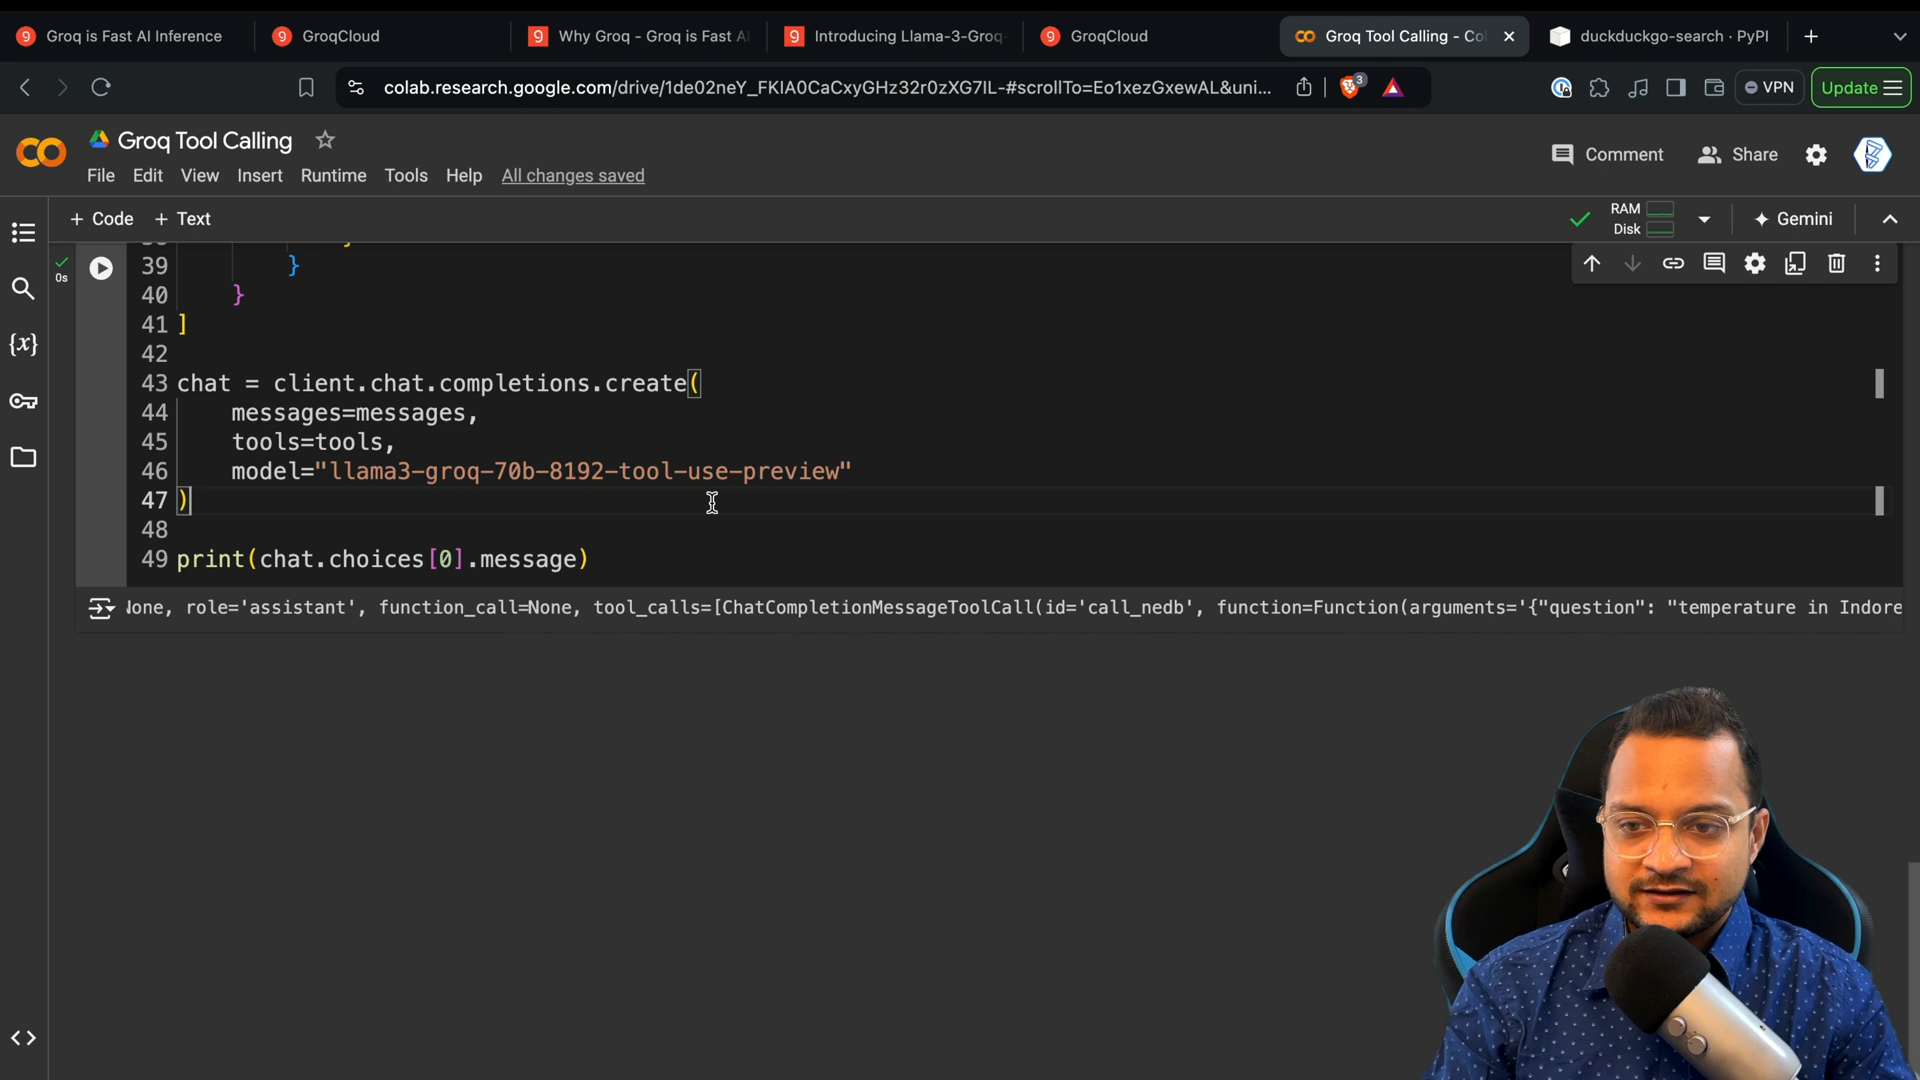 Groq is Fast AI Inference
GroqCloud
Why Groq - Groq is Fast AI
Introducing Llama-3-Groq-
GroqCloud
Groq Tool Calling - Co
duckduckgo-search · PyPI
colab.research.google.com/drive/1de02neY_FKIA0CaCxyGHz32r0zXG7IL-#scrollTo=Eo1xezGxewAL&uni...
3
VPN
Update
Groq Tool Calling
Comment
Share
File Edit View Insert Runtime Tools Help All changes saved
+ Code + Text
RAM
Disk
Gemini
0s
39 }
40 }
41 ]
42
43 chat = client.chat.completions.create(
44 messages=messages,
45 tools=tools,
46 model="llama3-groq-70b-8192-tool-use-preview"
47 )
48
49 print(chat.choices[0].message)
None, role='assistant', function_call=None, tool_calls=[ChatCompletionMessageToolCall(id='call_nedb', function=Function(arguments='{"question": "temperature in Indore